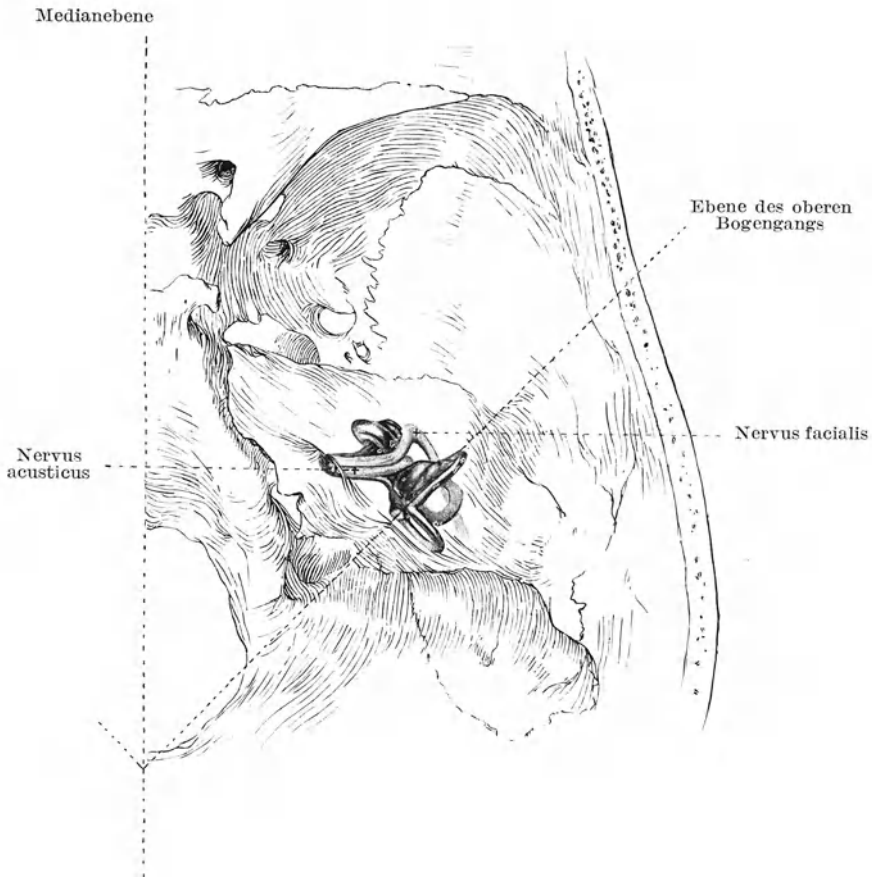 Medianebene
Ebene des oberen
Bogengangs
Nervus facialis
Nervus
acusticus